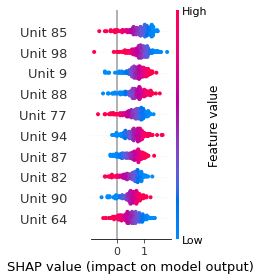 High
Unit 85
Unit 98
Unit 9
Unit 88
Unit 77
Unit 94
Unit 87
Unit 82
Unit 90
Unit 64
Feature value
Low
0 1
SHAP value (impact on model output)